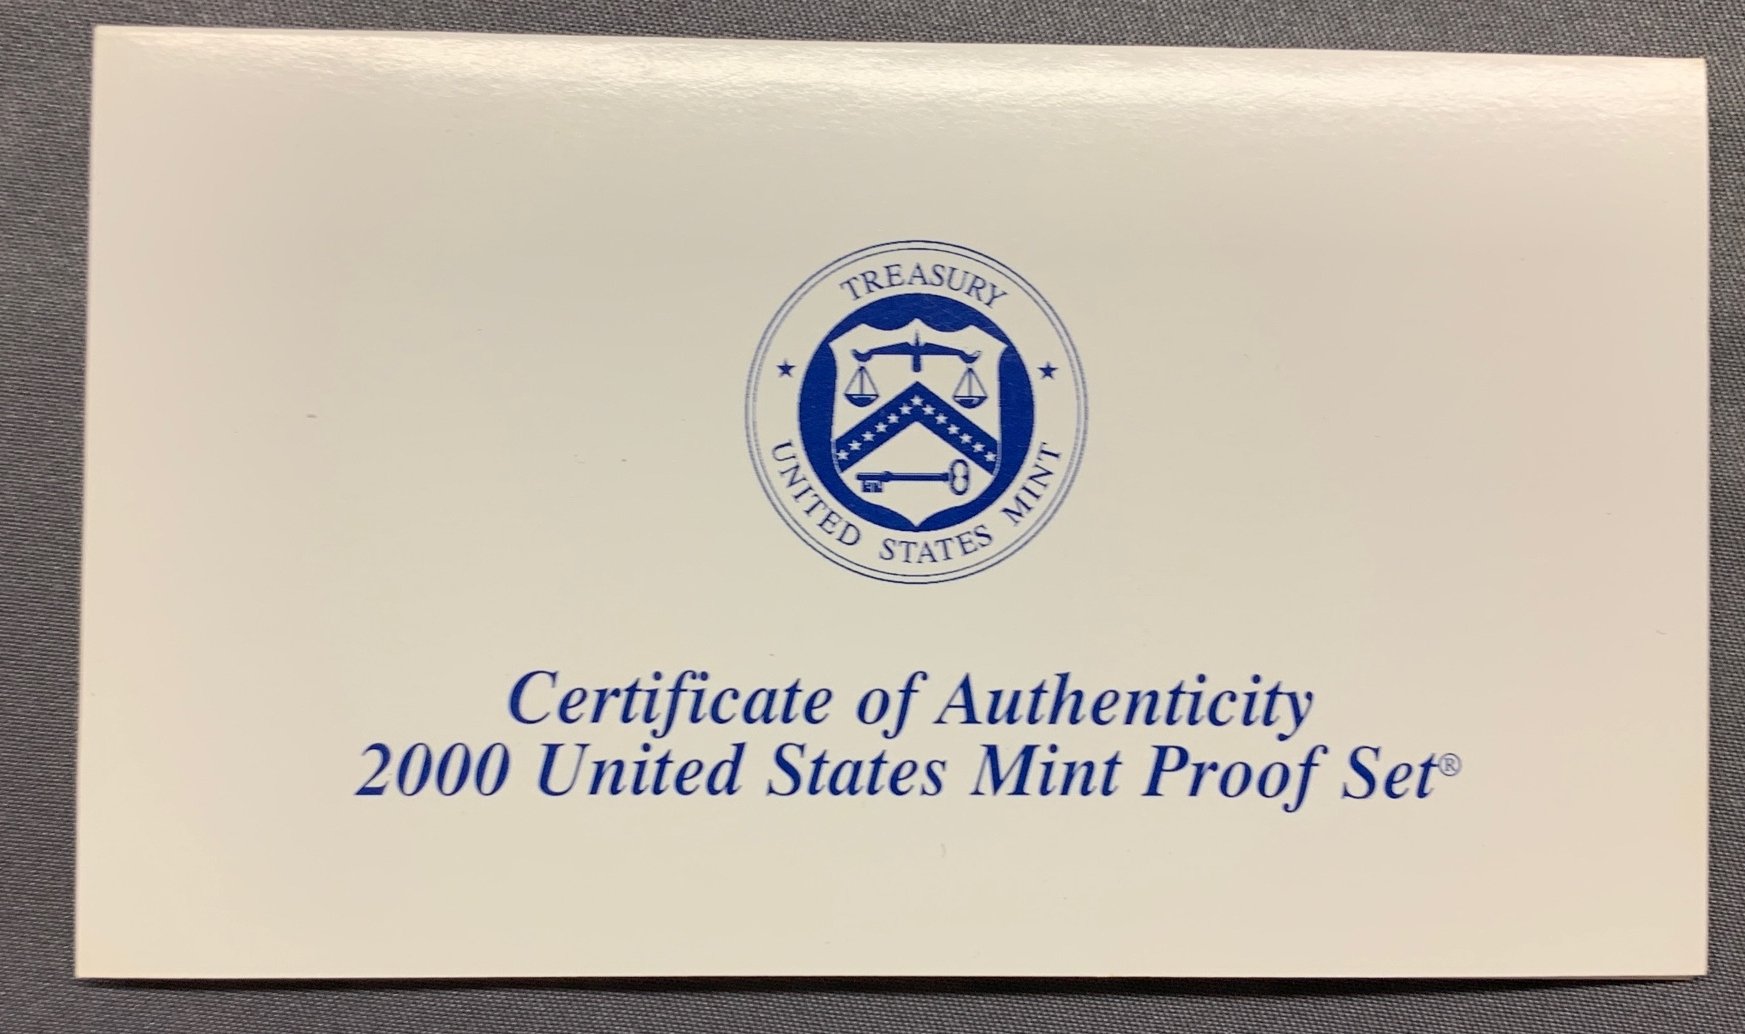 TREASURY
UNITED STATES MINT
Certificate of Authenticity
2000 United States Mint Proof Set®